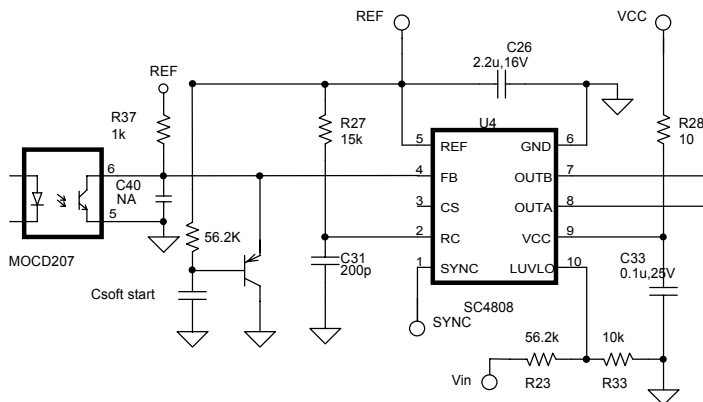 REF
VCC
C26
2.2u,16V
REF
R37
1k
R27
15k
U4
R28
10
5
REF
GND
6
6
4
FB
OUTB
7
C40
NA
3
CS
OUTA
8
5
56.2K
2
RC
VCC
9
MOCD207
C31
200p
C33
0.1u,25V
1
SYNC
LUVLO
10
Csoft start
SC4808
SYNC
56.2k
10k
Vin
R23
R33